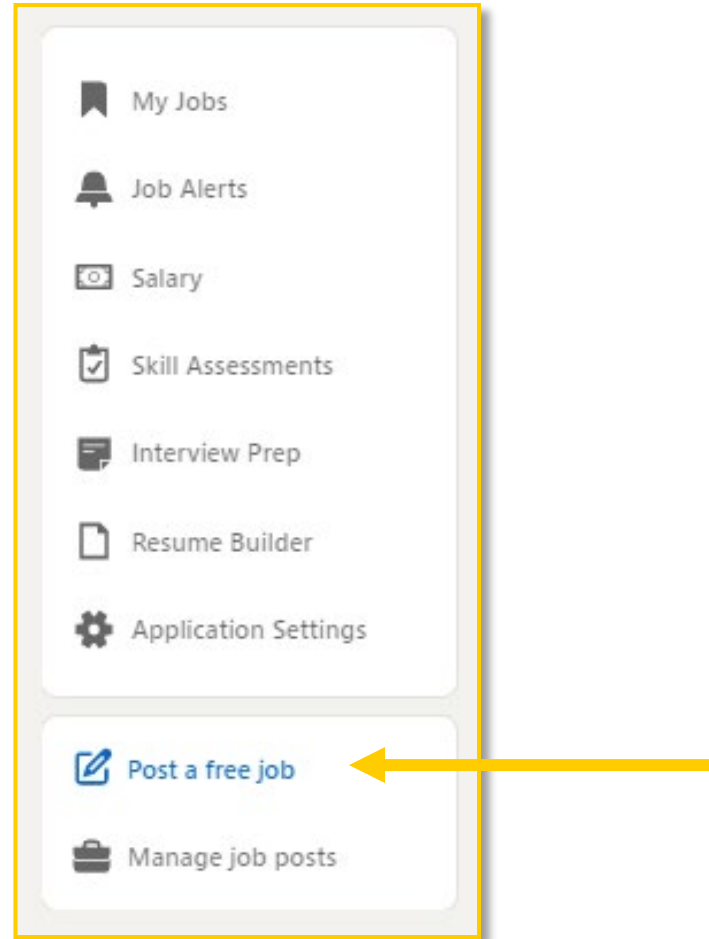 My Jobs
Job Alerts
Salary
Skill Assessments
Interview Prep
Resume Builder
Application Settings
Post a free job
Manage job posts